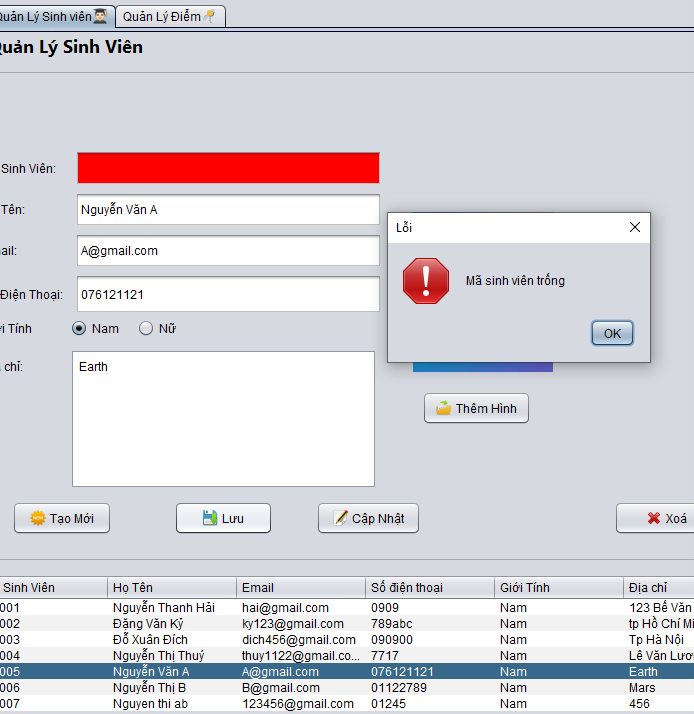 Quản Lý Sinh viên Quản Lý Điểm
Quản Lý Sinh Viên
Sinh Viên:
Tên: Nguyễn Văn A
ail: A@gmail.com
Điện Thoại: 076121121
ới Tính Nam Nữ
chỉ: Earth
Lỗi
Mã sinh viên trống
OK
Thêm Hình
NEW Tạo Mới Lưu Cập Nhật Xoá
Sinh Viên Họ Tên Email Số điện thoại Giới Tính Địa chỉ
001 Nguyễn Thanh Hải hai@gmail.com 0909 Nam 123 Bế Văn
002 Đặng Văn Kỷ ky123@gmail.com 789abc Nam tp Hồ Chí Mi
003 Đỗ Xuân Đích dich456@gmail.com 090900 Nam Tp Hà Nội
004 Nguyễn Thị Thuý thuy1122@gmail.co... 7717 Nam Lê Văn Lươ
005 Nguyễn Văn A A@gmail.com 076121121 Nam Earth
006 Nguyễn Thị B B@gmail.com 01122789 Nam Mars
007 Nguyen thi ab 123456@gmail.com 01245 Nam 456